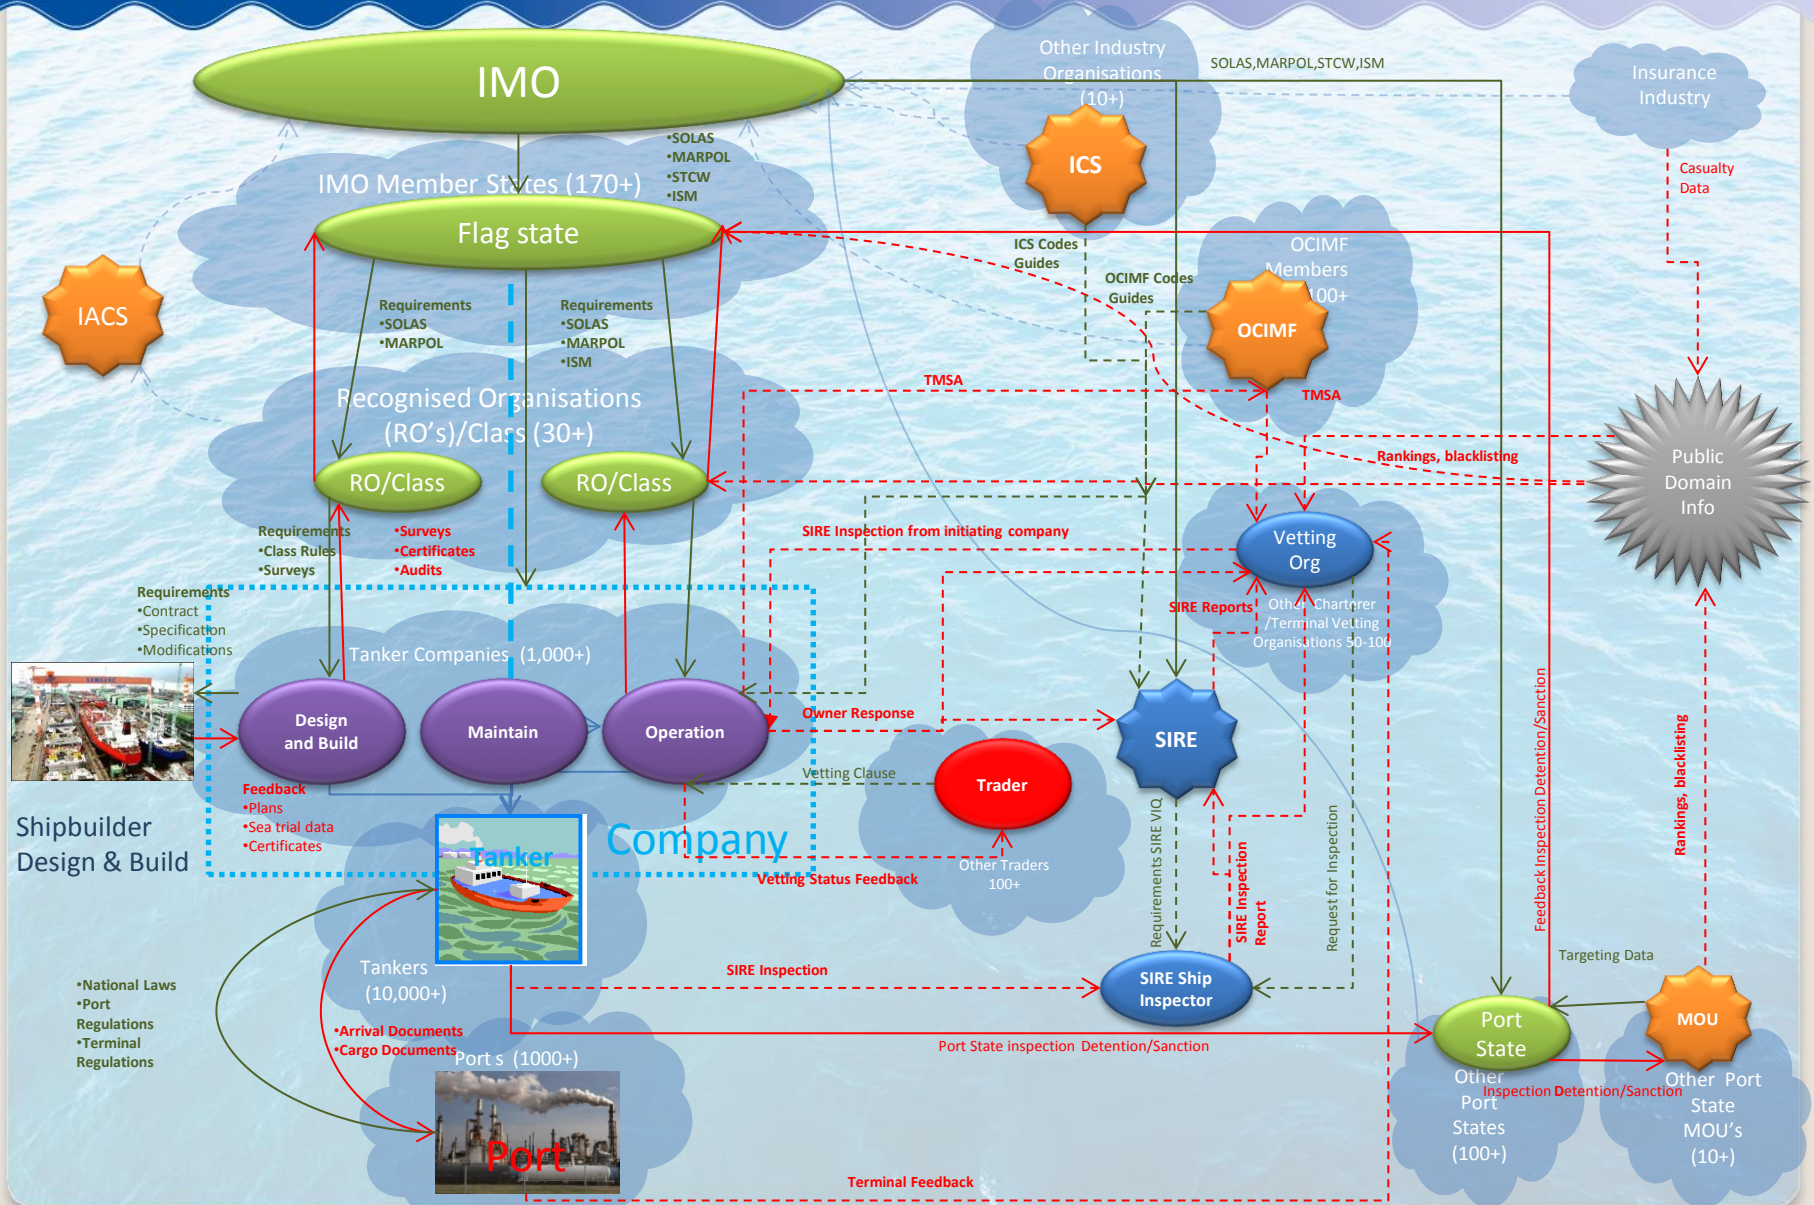 IMO
Other Industry
Organisations
(10+)
SOLAS,MARPOL,STCW,ISM
Insurance
Industry
•SOLAS
•MARPOL
•STCW
•ISM
ICS
Casualty
Data
IMO Member States (170+)
Flag state
ICS Codes
Guides
OCIMF
Members
100+
OCIMF Codes
Guides
IACS
OCIMF
Requirements
•SOLAS
•MARPOL
Requirements
•SOLAS
•MARPOL
•ISM
TMSA
TMSA
Recognised Organisations
(RO's)/Class (30+)
Rankings, blacklisting
Public
Domain
Info
RO/Class
RO/Class
Requirements
•Class Rules
•Surveys
•Surveys
•Certificates
•Audits
SIRE Inspection from initiating company
Vetting
Org
Requirements
•Contract
•Specification
•Modifications
SIRE Reports
Other Charterer
/Terminal Vetting
Organisations 50-100
Tanker Companies (1,000+)
Design
and Build
Maintain
Operation
Owner Response
SIRE
Feedback Inspection Detention/Sanction
Rankings, blacklisting
Vetting Clause
Trader
Feedback
•Plans
•Sea trial data
•Certificates
Shipbuilder
Design & Build
Tanker
Company
Vetting Status Feedback
Other Traders
100+
Requirements SIRE VIQ
SIRE Inspection
Report
Request for Inspection
Targeting Data
Tankers
(10,000+)
SIRE Inspection
SIRE Ship
Inspector
•National Laws
•Port
Regulations
•Terminal
Regulations
•Arrival Documents
•Cargo Documents
Port s (1000+)
Port State inspection Detention/Sanction
Port
State
MOU
Inspection Detention/Sanction
Other
Port
States
(100+)
Other Port
State
MOU's
(10+)
Port
Terminal Feedback